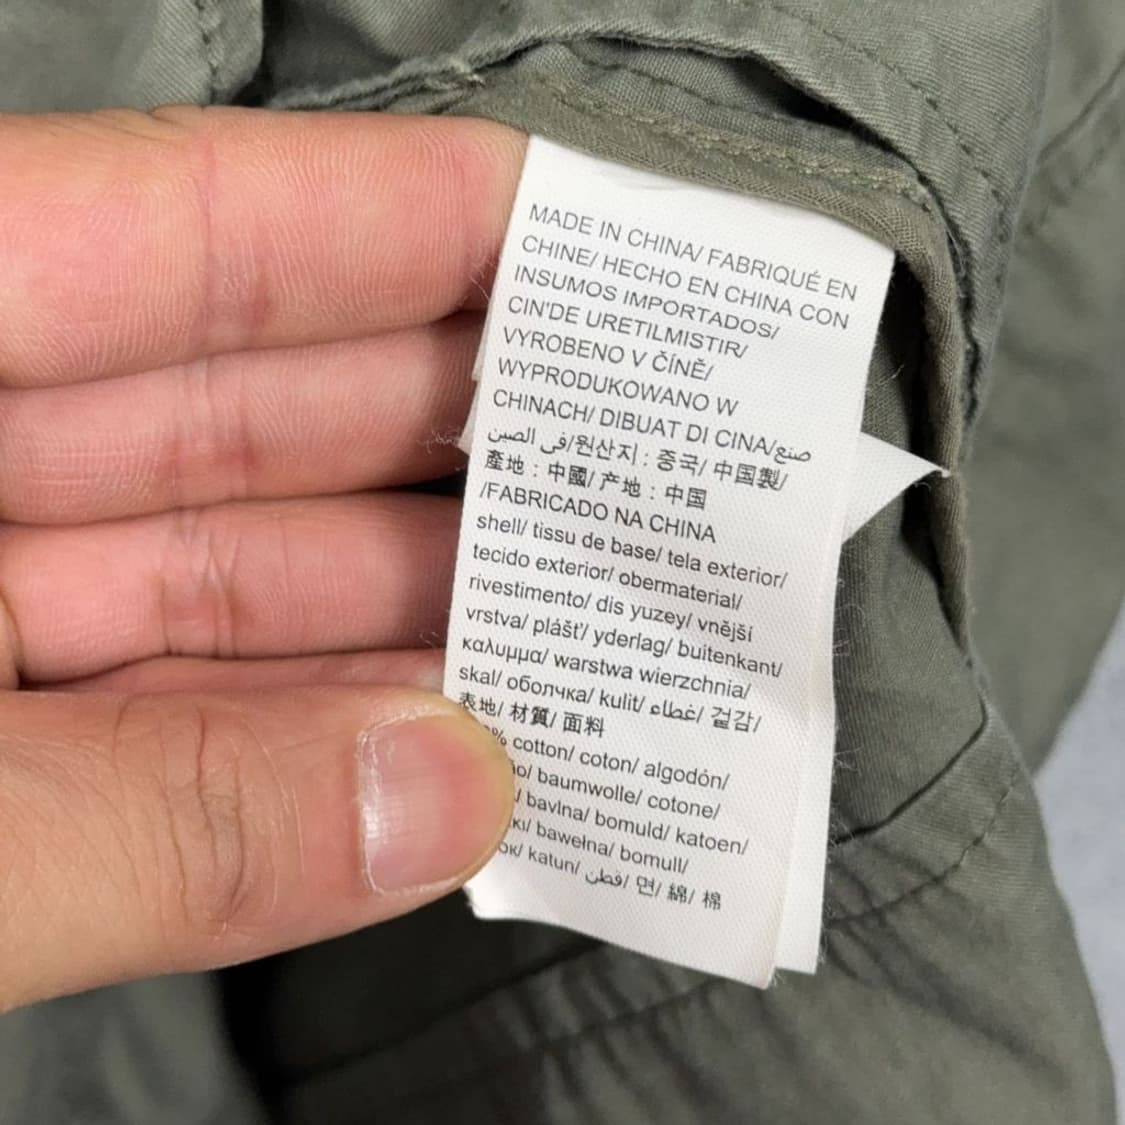 MADE IN CHINA/ FABRIQUÉ EN
CHINE/ HECHO EN CHINA CON
INSUMOS IMPORTADOS/
CIN'DE URETILMISTIR/
VYROBENO V ČÍNĚ/
WYPRODUKOWANO W
CHINACH/ DIBUAT DI CINA/صنع
في الصين/원산지 : 중국/ 中国製/
產地 : 中國/ 产地 : 中国
/FABRICADO NA CHINA
shell/ tissu de base/ tela exterior/
tecido exterior/ obermaterial/
rivestimento/ dis yuzey/ vnější
vrstva/ plášť/ yderlag/ buitenkant/
καλυμμα/ warstwa wierzchnia/
skal/ оболчка/ kulit/ غطاء/ 겉감/
表地/ 材質/ 面料
% cotton/ coton/ algodón/
/ baumwolle/ cotone/
/ bavlna/ bomuld/ katoen/
/ bawełna/ bomull/
/ katun/ قطن/ 면/ 綿/ 棉